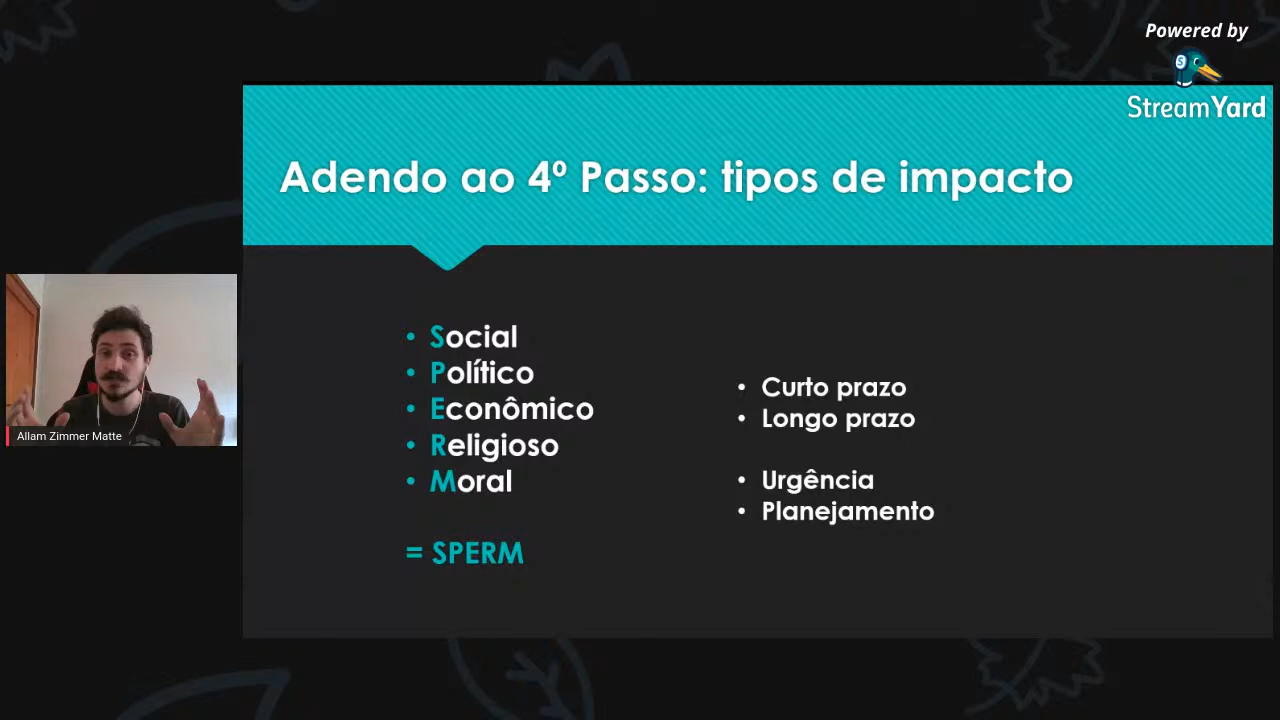 Powered by
StreamYard
Adendo ao 4º Passo: tipos de impacto
• Social
• Político
• Econômico
• Religioso
• Moral
= SPERM
• Curto prazo
• Longo prazo
• Urgência
• Planejamento
Allam Zimmer Matte